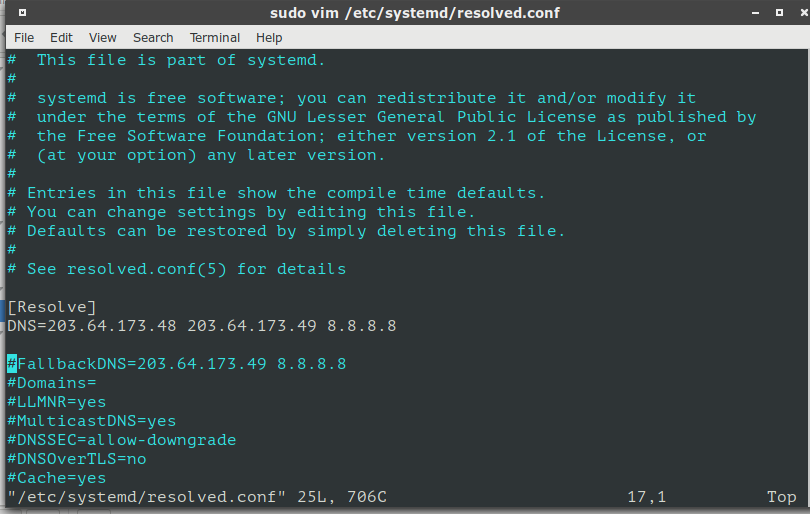 sudo vim /etc/systemd/resolved.conf
File Edit View Search Terminal Help
#  This file is part of systemd.
#
#  systemd is free software; you can redistribute it and/or modify it
#  under the terms of the GNU Lesser General Public License as published by
#  the Free Software Foundation; either version 2.1 of the License, or
#  (at your option) any later version.
#
# Entries in this file show the compile time defaults.
# You can change settings by editing this file.
# Defaults can be restored by simply deleting this file.
#
# See resolved.conf(5) for details
[Resolve]
DNS=203.64.173.48 203.64.173.49 8.8.8.8
#FallbackDNS=203.64.173.49 8.8.8.8
#Domains=
#LLMNR=yes
#MulticastDNS=yes
#DNSSEC=allow-downgrade
#DNSOverTLS=no
#Cache=yes
"/etc/systemd/resolved.conf" 25L, 706C 17,1 Top